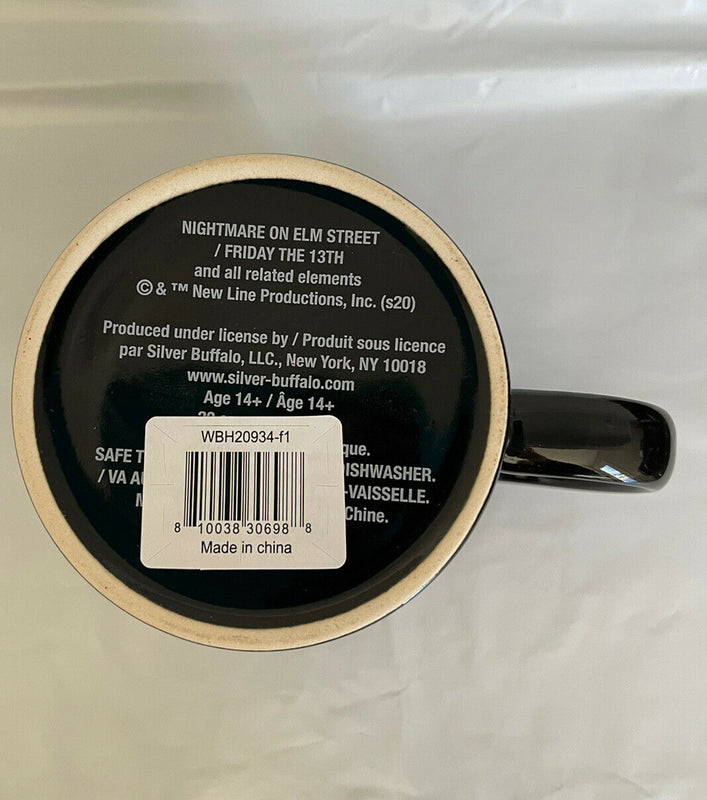 NIGHTMARE ON ELM STREET
/ FRIDAY THE 13TH
and all related elements
© & ™ New Line Productions, Inc. (s20)
Produced under license by / Produit sous licence
par Silver Buffalo, LLC., New York, NY 10018
www.silver-buffalo.com
Age 14+ / Âge 14+
SAFE
/ VA
DISHWASHER.
-VAISSELLE.
Chine.
WBH20934-f1
8 10038 30698 8
Made in china